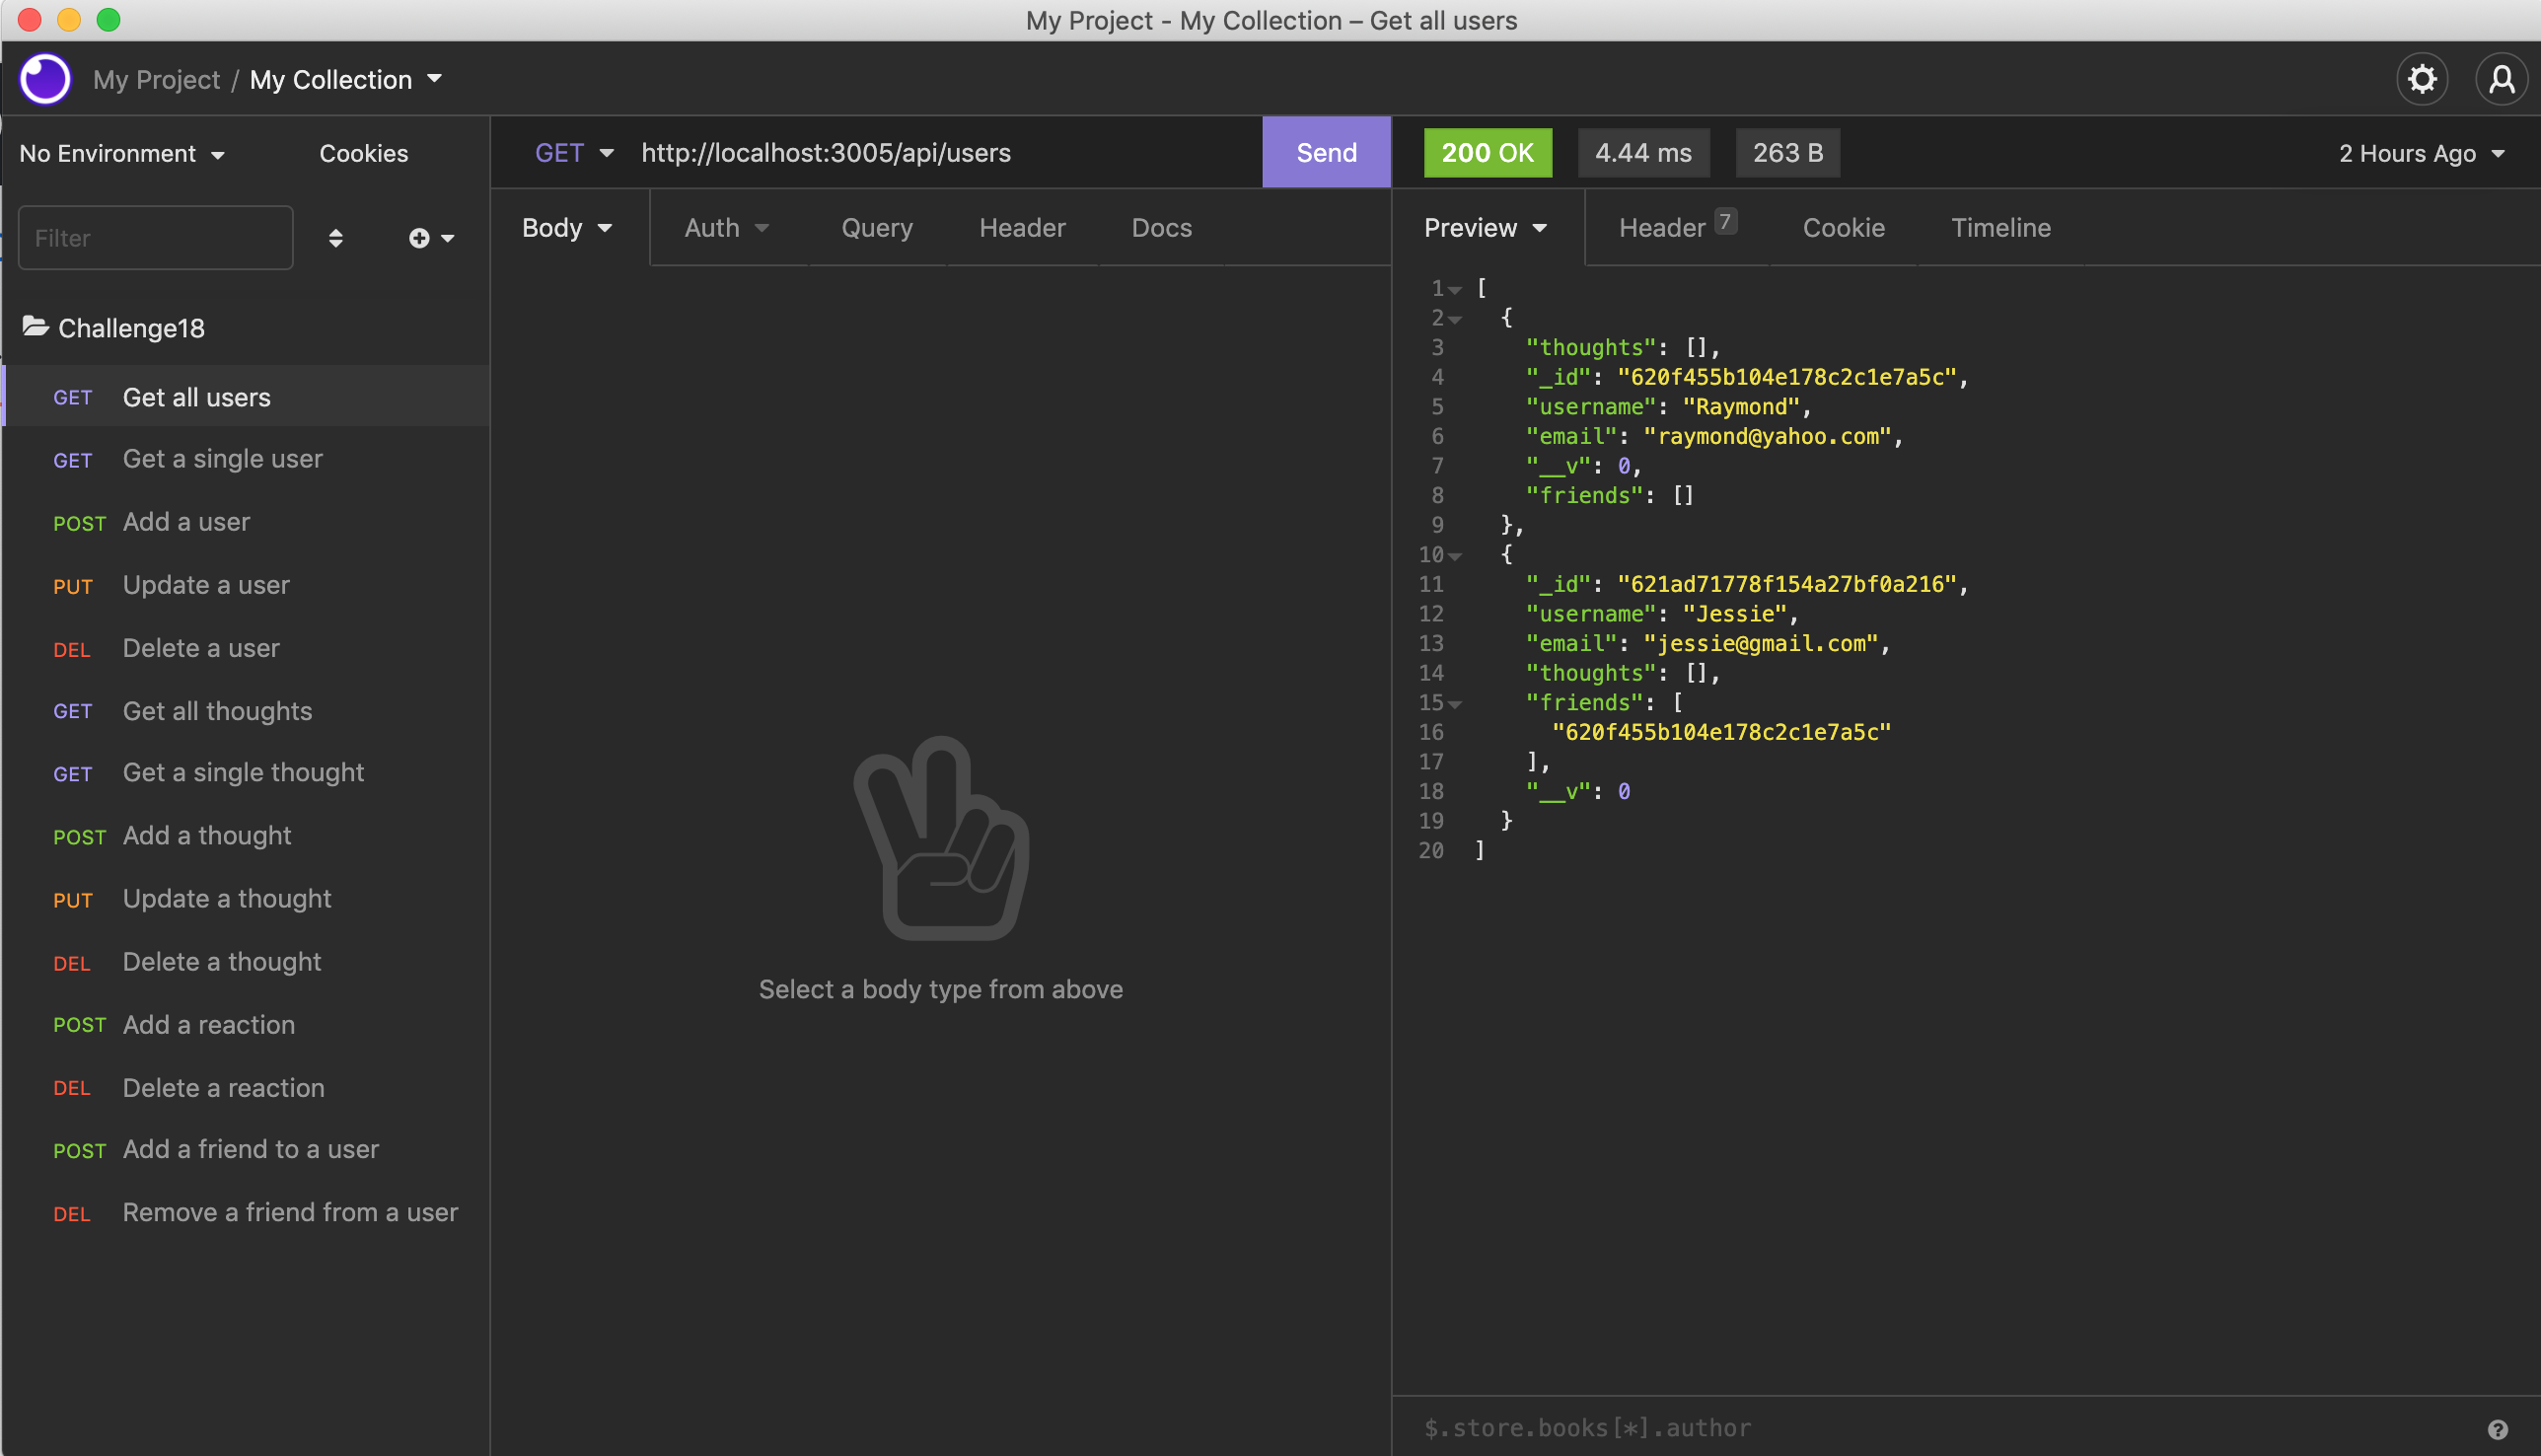 My Project - My Collection – Get all users
My Project / My Collection
No Environment
Cookies
Filter
Challenge18
GET Get all users
GET Get a single user
POST Add a user
PUT Update a user
DEL Delete a user
GET Get all thoughts
GET Get a single thought
POST Add a thought
PUT Update a thought
DEL Delete a thought
POST Add a reaction
DEL Delete a reaction
POST Add a friend to a user
DEL Remove a friend from a user
GET http://localhost:3005/api/users Send
Body Auth Query Header Docs
Select a body type from above
200 OK 4.44 ms 263 B 2 Hours Ago
Preview Header 7 Cookie Timeline
1 [
2 {
3 "thoughts": [],
4 "_id": "620f455b104e178c2c1e7a5c",
5 "username": "Raymond",
6 "email": "raymond@yahoo.com",
7 "__v": 0,
8 "friends": []
9 },
10 {
11 "_id": "621ad71778f154a27bf0a216",
12 "username": "Jessie",
13 "email": "jessie@gmail.com",
14 "thoughts": [],
15 "friends": [
16 "620f455b104e178c2c1e7a5c"
17 ],
18 "__v": 0
19 }
20 ]
$.store.books[*].author
?